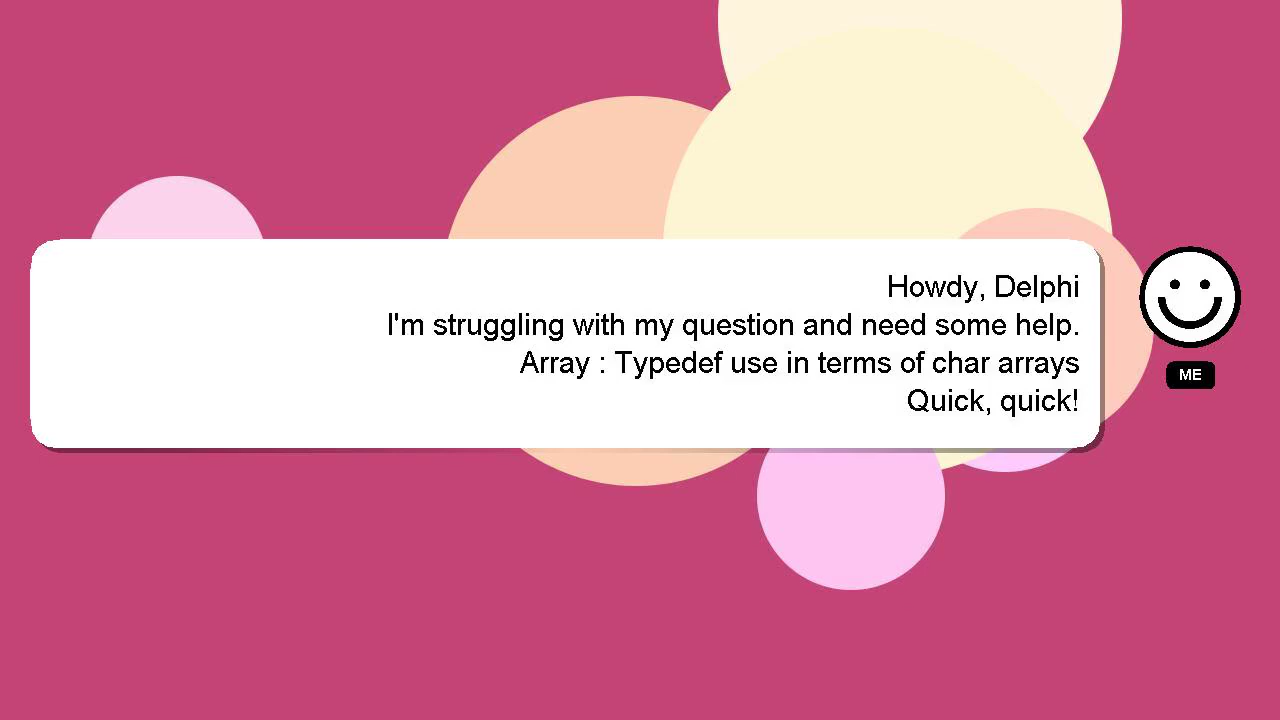 Howdy, Delphi
I'm struggling with my question and need some help.
Array : Typedef use in terms of char arrays
Quick, quick!
ME